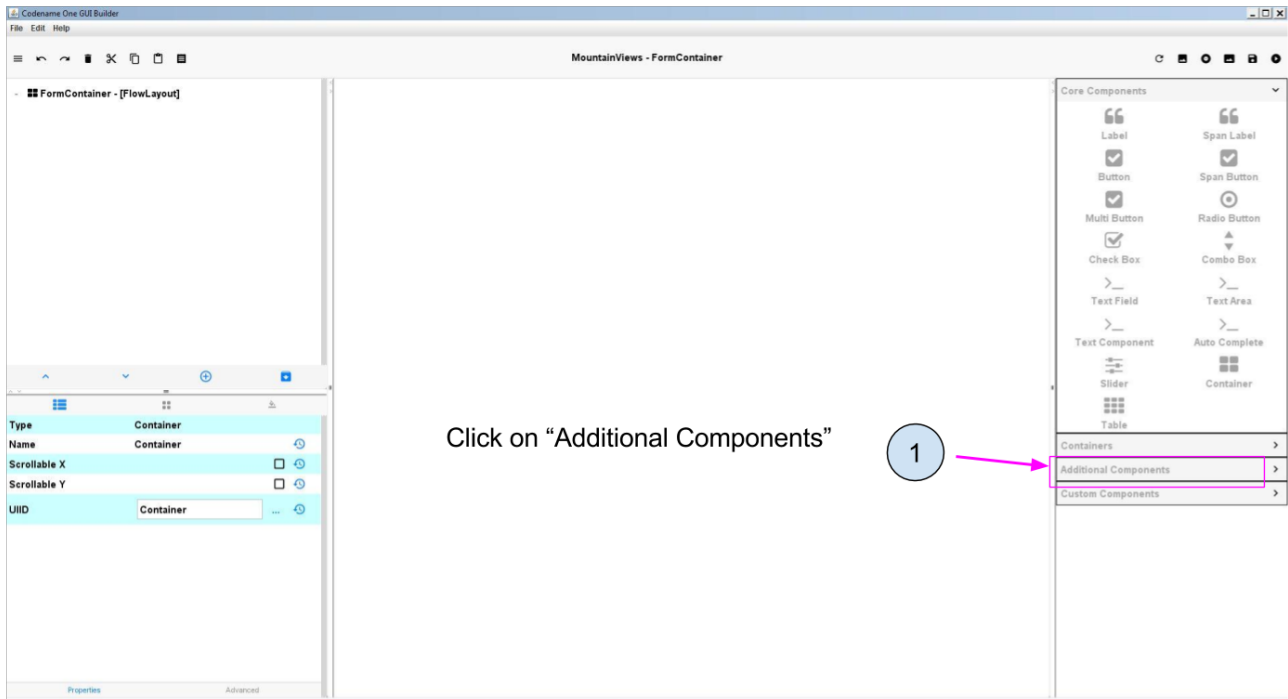 Codename One GUI Builder
File Edit Help
MountainViews - FormContainer
- FormContainer - [FlowLayout]
Type Container
Name Container
Scrollable X
Scrollable Y
UIID Container ...
Properties Advanced
Click on “Additional Components”
1
Core Components
Label Span Label
Button Span Button
Multi Button Radio Button
Check Box Combo Box
Text Field Text Area
Text Component Auto Complete
Slider Container
Table
Containers
Additional Components
Custom Components